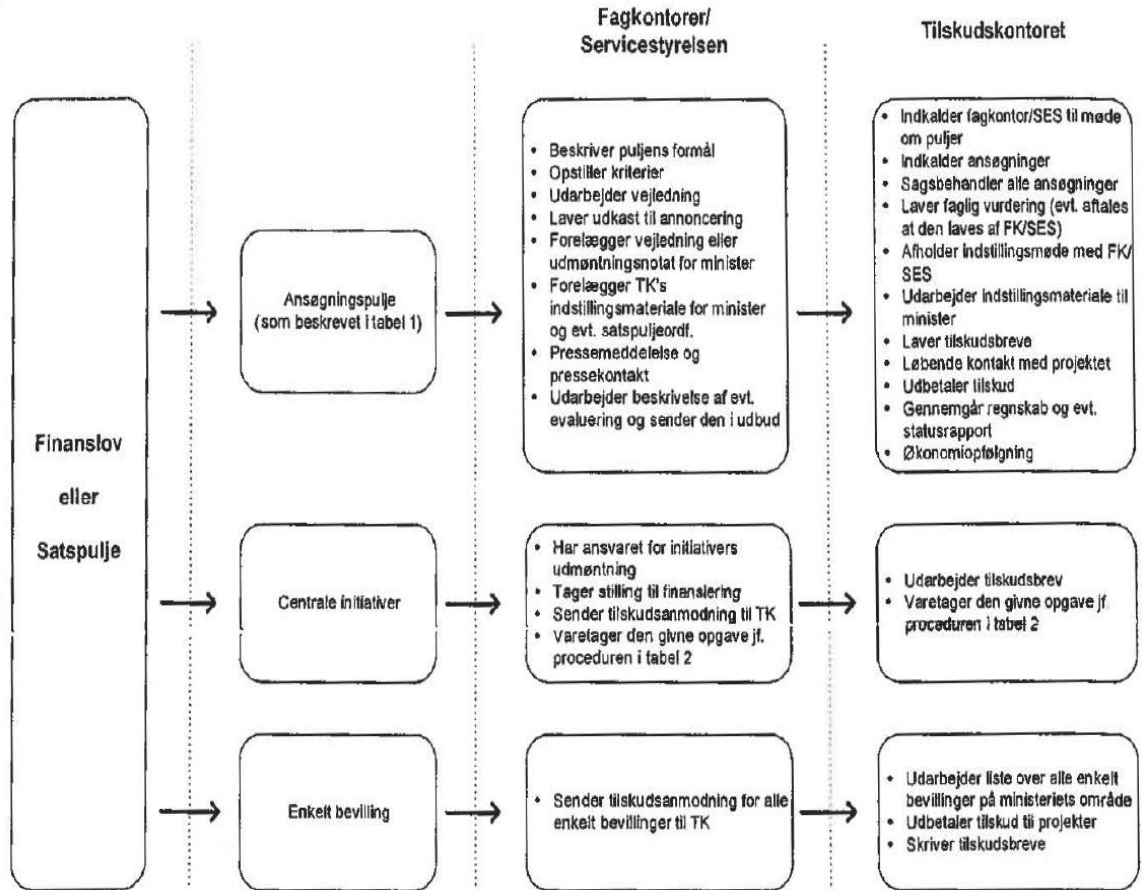 Fagkontorer/
Servicestyrelsen
Tilskudskontoret
Finanslov
eller
Satspulje
Ansøgningspulje
(som beskrevet i tabel 1)
• Beskriver puljens formål
• Opstiller kriterier
• Udarbejder vejledning
• Laver udkast til annoncering
• Forelægger vejledning eller
udmøntningsnotat for minister
• Forelægger TK's
indstillingsmateriale for minister
og evt. satspuljeordf.
• Pressemeddelelse og
pressekontakt
• Udarbejder beskrivelse af evt.
evaluering og sender den i udbud
• Indkalder fagkontor/SES til møde
om puljer
• Indkalder ansøgninger
• Sagsbehandler alle ansøgninger
• Laver faglig vurdering (evt. aftales
at den laves af FK/SES)
• Afholder indstillingsmøde med FK/
SES
• Udarbejder indstillingsmateriale til
minister
• Laver tilskudsbreve
• Løbende kontakt med projektet
• Udbetaler tilskud
• Gennemgår regnskab og evt.
statusrapport
• Økonomiopfølgning
Centrale initiativer
• Har ansvaret for initiativers
udmøntning
• Tager stilling til finansiering
• Sender tilskudsanmodning til TK
• Varetager den givne opgave jf.
proceduren i tabel 2
• Udarbejder tilskudsbrev
• Varetager den givne opgave jf.
proceduren i tabel 2
Enkelt bevilling
• Sender tilskudsanmodning for alle
enkelt bevillinger til TK
• Udarbejder liste over alle enkelt
bevillinger på ministeriets område
• Udbetaler tilskud til projekter
• Skriver tilskudsbreve